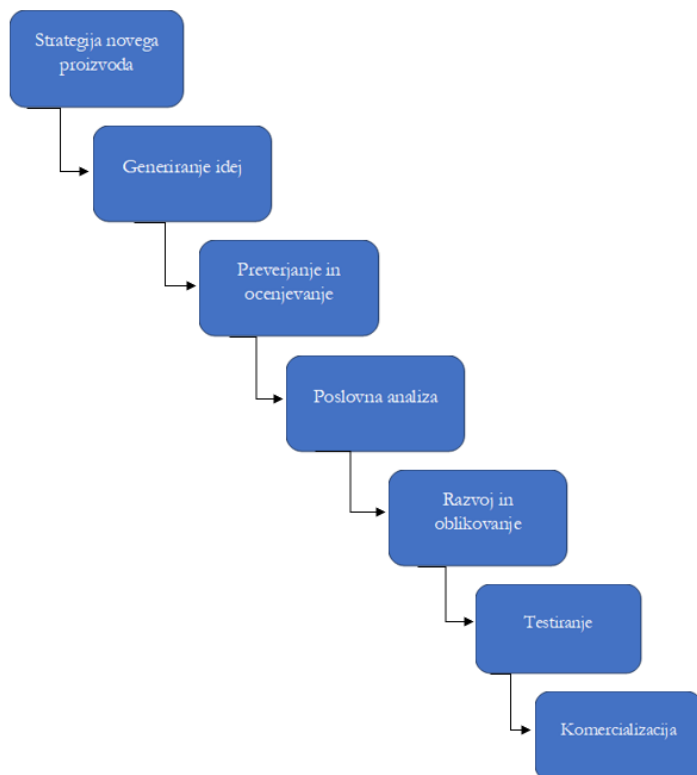 Strategija novega
proizvoda
Generiranje idej
Preverjanje in
ocenjevanje
Poslovna analiza
Razvoj in
oblikovanje
Testiranje
Komercializacija